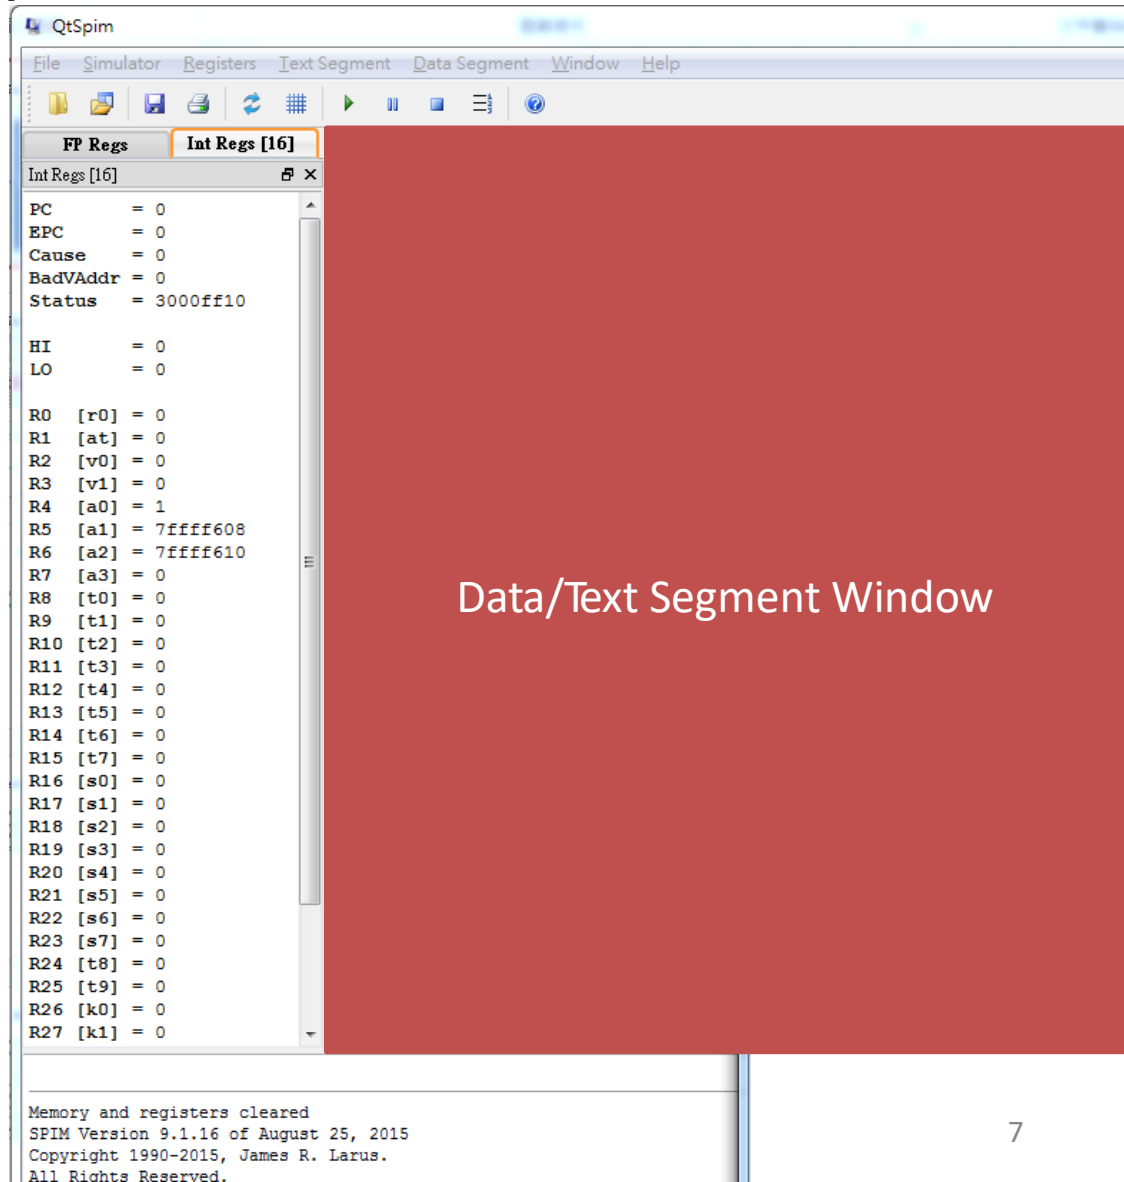 QtSpim
File Simulator Registers Text Segment Data Segment Window Help
FP Regs Int Regs [16]
Int Regs [16]
PC = 0
EPC = 0
Cause = 0
BadVAddr = 0
Status = 3000ff10
HI = 0
LO = 0
R0 [r0] = 0
R1 [at] = 0
R2 [v0] = 0
R3 [v1] = 0
R4 [a0] = 1
R5 [a1] = 7ffff608
R6 [a2] = 7ffff610
R7 [a3] = 0
R8 [t0] = 0
R9 [t1] = 0
R10 [t2] = 0
R11 [t3] = 0
R12 [t4] = 0
R13 [t5] = 0
R14 [t6] = 0
R15 [t7] = 0
R16 [s0] = 0
R17 [s1] = 0
R18 [s2] = 0
R19 [s3] = 0
R20 [s4] = 0
R21 [s5] = 0
R22 [s6] = 0
R23 [s7] = 0
R24 [t8] = 0
R25 [t9] = 0
R26 [k0] = 0
R27 [k1] = 0
Data/Text Segment Window
Memory and registers cleared
SPIM Version 9.1.16 of August 25, 2015
Copyright 1990-2015, James R. Larus.
All Rights Reserved.
7